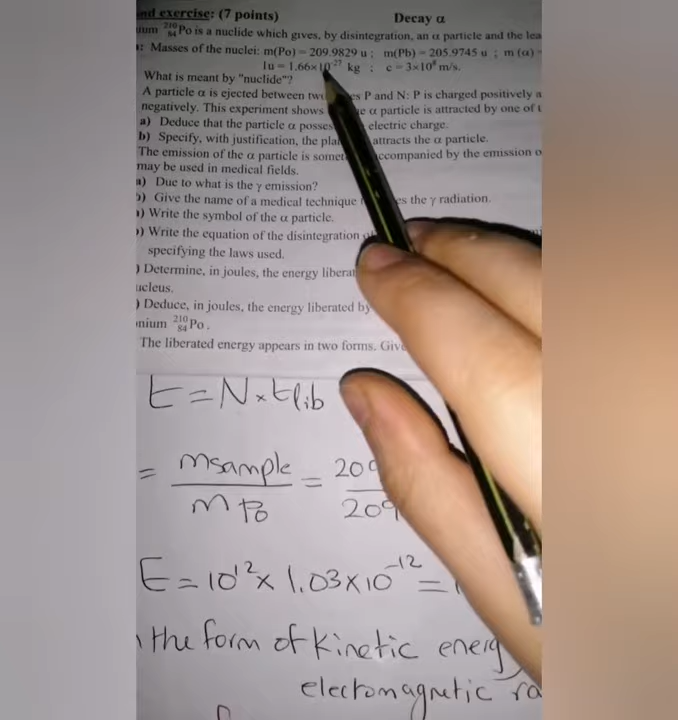 nd exercise: (7 points) Decay α
ium ²¹⁰₈₄Po is a nuclide which gives, by disintegration, an α particle and the lea
: Masses of the nuclei: m(Po) = 209.9829 u ; m(Pb) = 205.9745 u ; m (α)
1u = 1.66×10⁻²⁷ kg ; c = 3×10⁸ m/s.
What is meant by "nuclide"?
A particle α is ejected between tw es P and N: P is charged positively a
negatively. This experiment shows e α particle is attracted by one of t
a) Deduce that the particle α posses electric charge.
b) Specify, with justification, the pla attracts the α particle.
The emission of the α particle is somet ccompanied by the emission o
may be used in medical fields.
a) Due to what is the γ emission?
b) Give the name of a medical technique es the γ radiation.
a) Write the symbol of the α particle.
b) Write the equation of the disintegration
specifying the laws used.
) Determine, in joules, the energy liberat
ucleus.
) Deduce, in joules, the energy liberated by
nium ²¹⁰₈₄Po.
The liberated energy appears in two forms. Give
E = N × Elib
= msample / mPo = 209 / 209
E = 10¹² × 1.03 × 10⁻¹² =
the form of kinetic energ
electomagnetic ra